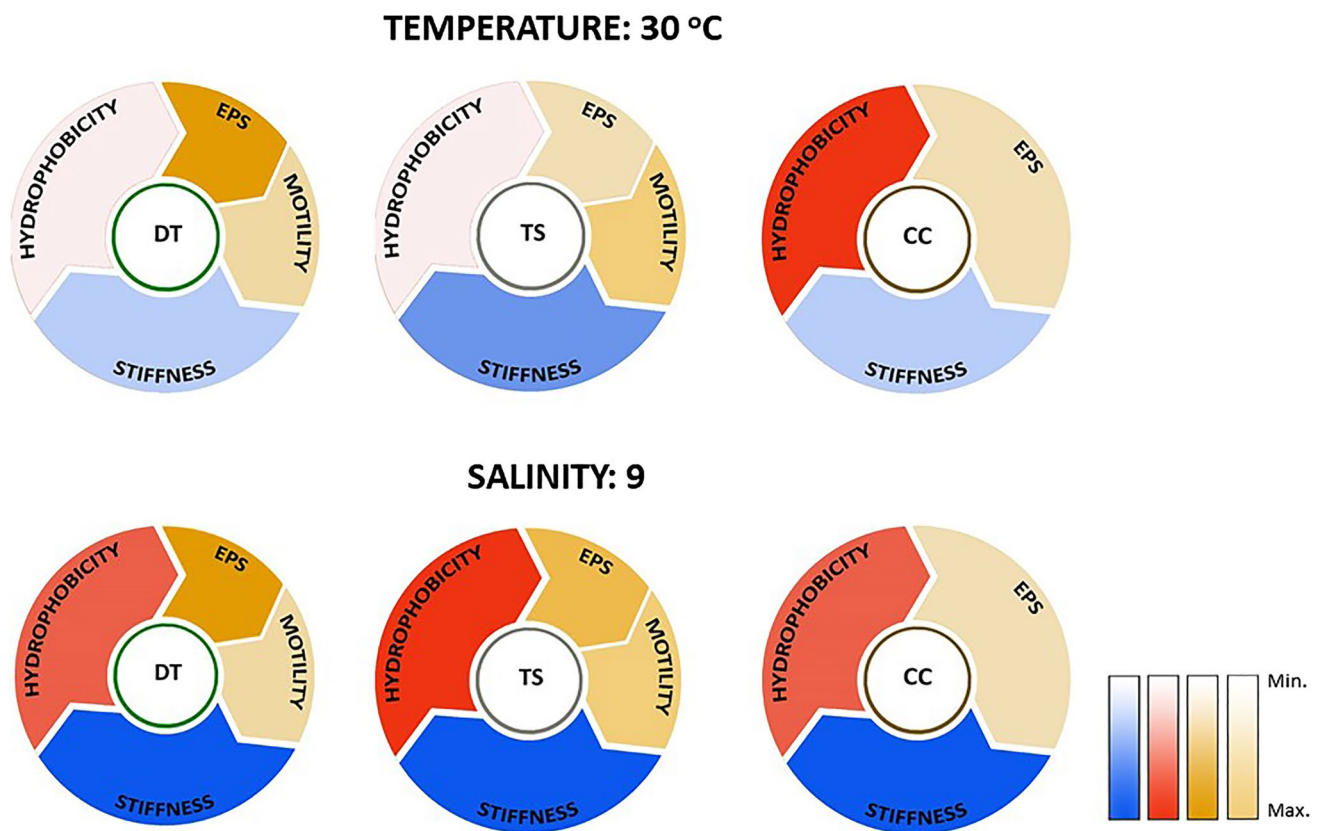 TEMPERATURE: 30 °C
HYDROPHOBICITY
EPS
MOTILITY
STIFFNESS
DT
HYDROPHOBICITY
EPS
MOTILITY
STIFFNESS
TS
HYDROPHOBICITY
EPS
STIFFNESS
CC
SALINITY: 9
HYDROPHOBICITY
EPS
MOTILITY
STIFFNESS
DT
HYDROPHOBICITY
EPS
MOTILITY
STIFFNESS
TS
HYDROPHOBICITY
EPS
STIFFNESS
CC
Min.
Max.